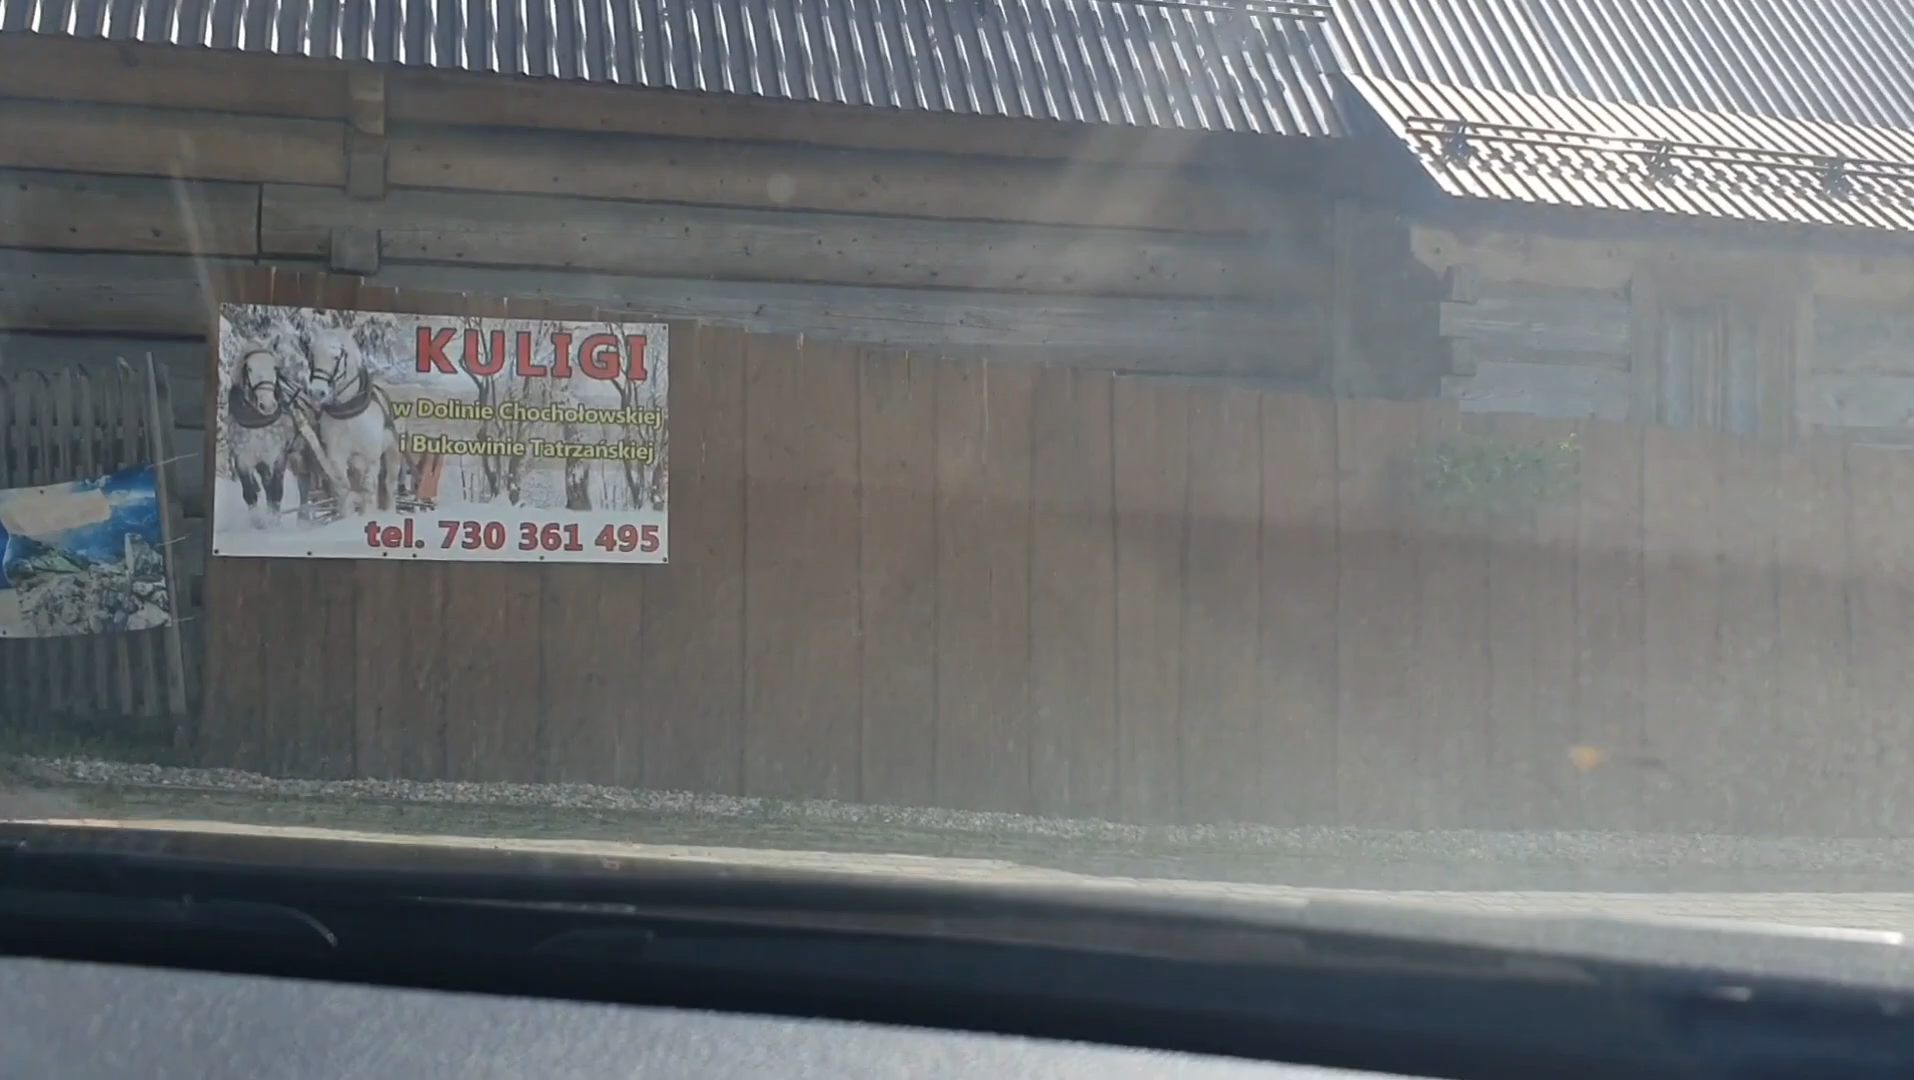 KULIGI
w Dolinie Chochołowskiej
i Bukowinie Tatrzańskiej
tel. 730 361 495